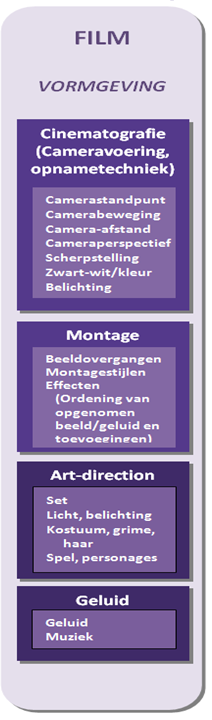 FILM
VORMGEVING
Cinematografie
(Cameravoering,
opnametechniek)
Camerastandpunt
Camerabeweging
Camera-afstand
Cameraperspectief
Scherpstelling
Zwart-wit/kleur
Belichting
Montage
Beeldovergangen
Montagestijlen
Effecten
(Ordening van
opgenomen
beeld/geluid en
toevoegingen)
Art-direction
Set
Licht, belichting
Kostuum, grime,
haar
Spel, personages
Geluid
Geluid
Muziek